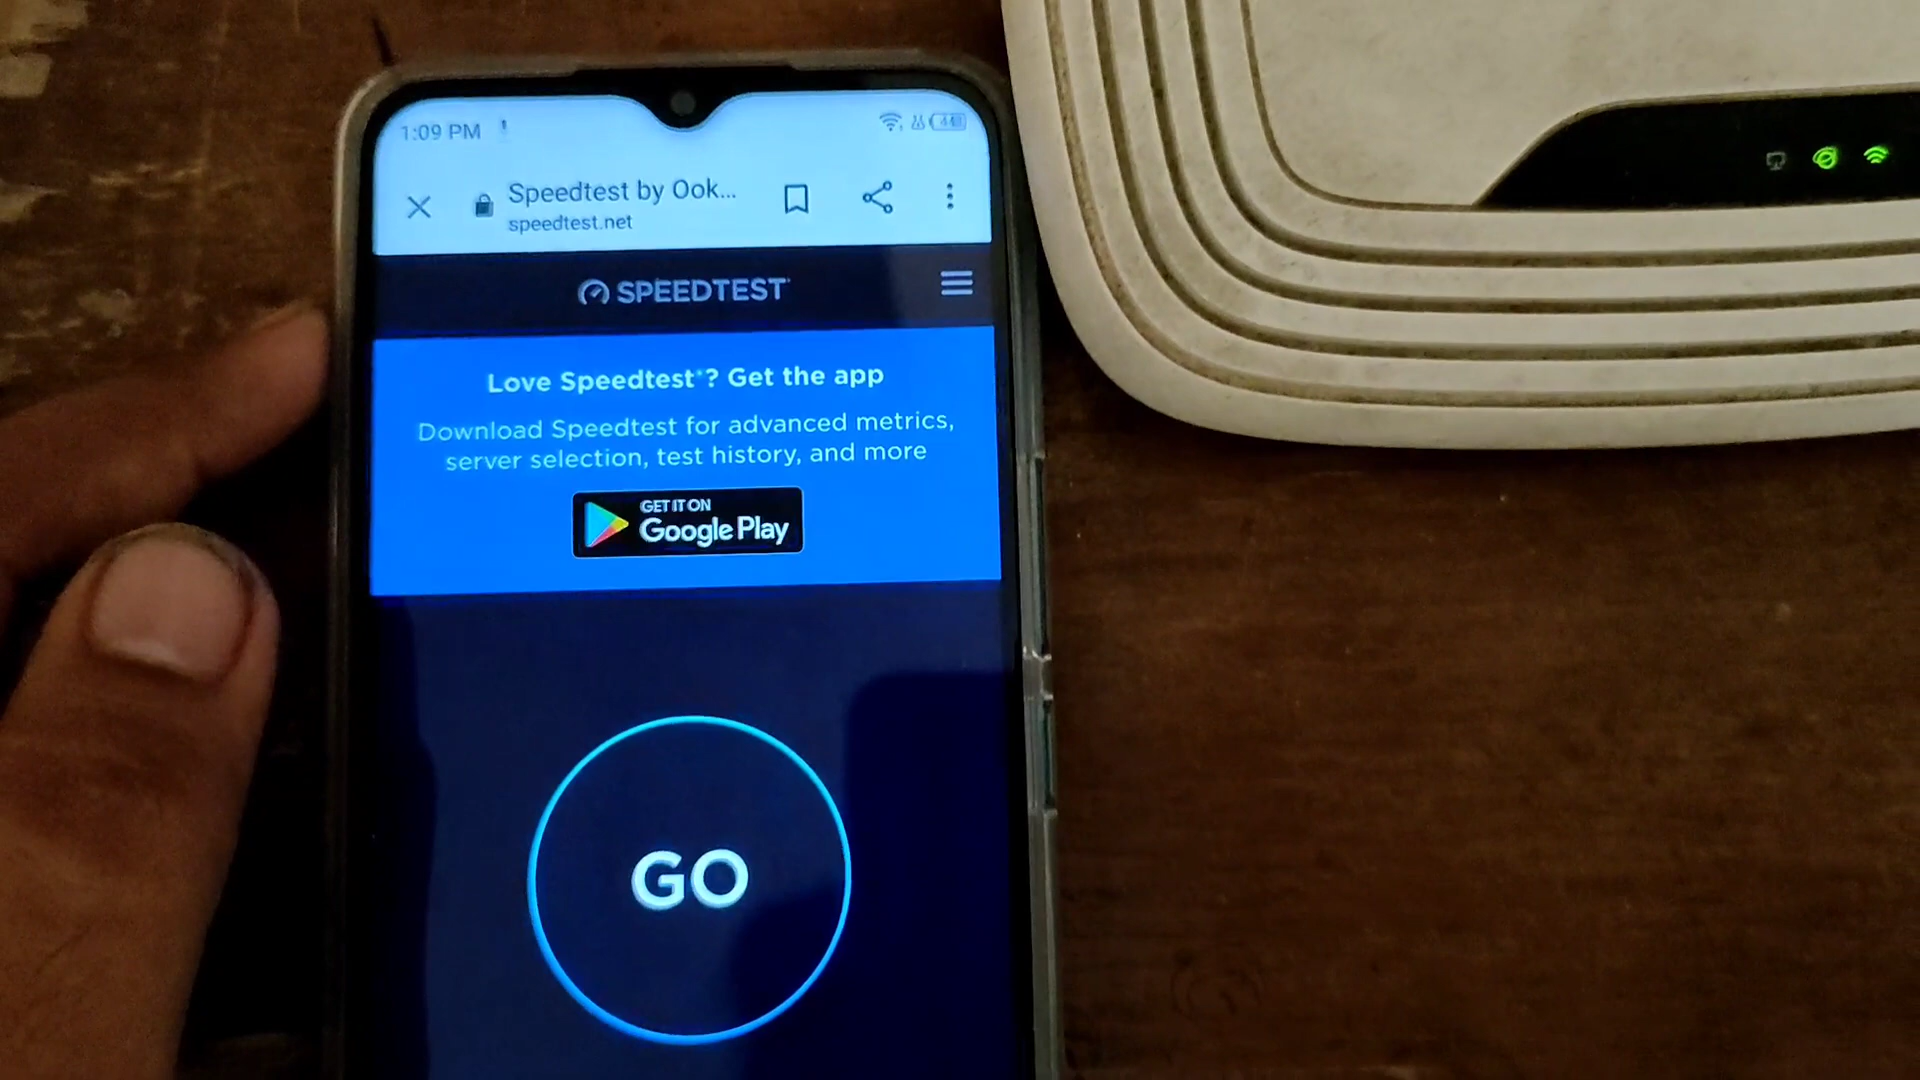 1:09 PM
44
Speedtest by Ook...
speedtest.net
SPEEDTEST
Love Speedtest®? Get the app
Download Speedtest for advanced metrics,
server selection, test history, and more
GET IT ON
Google Play
GO